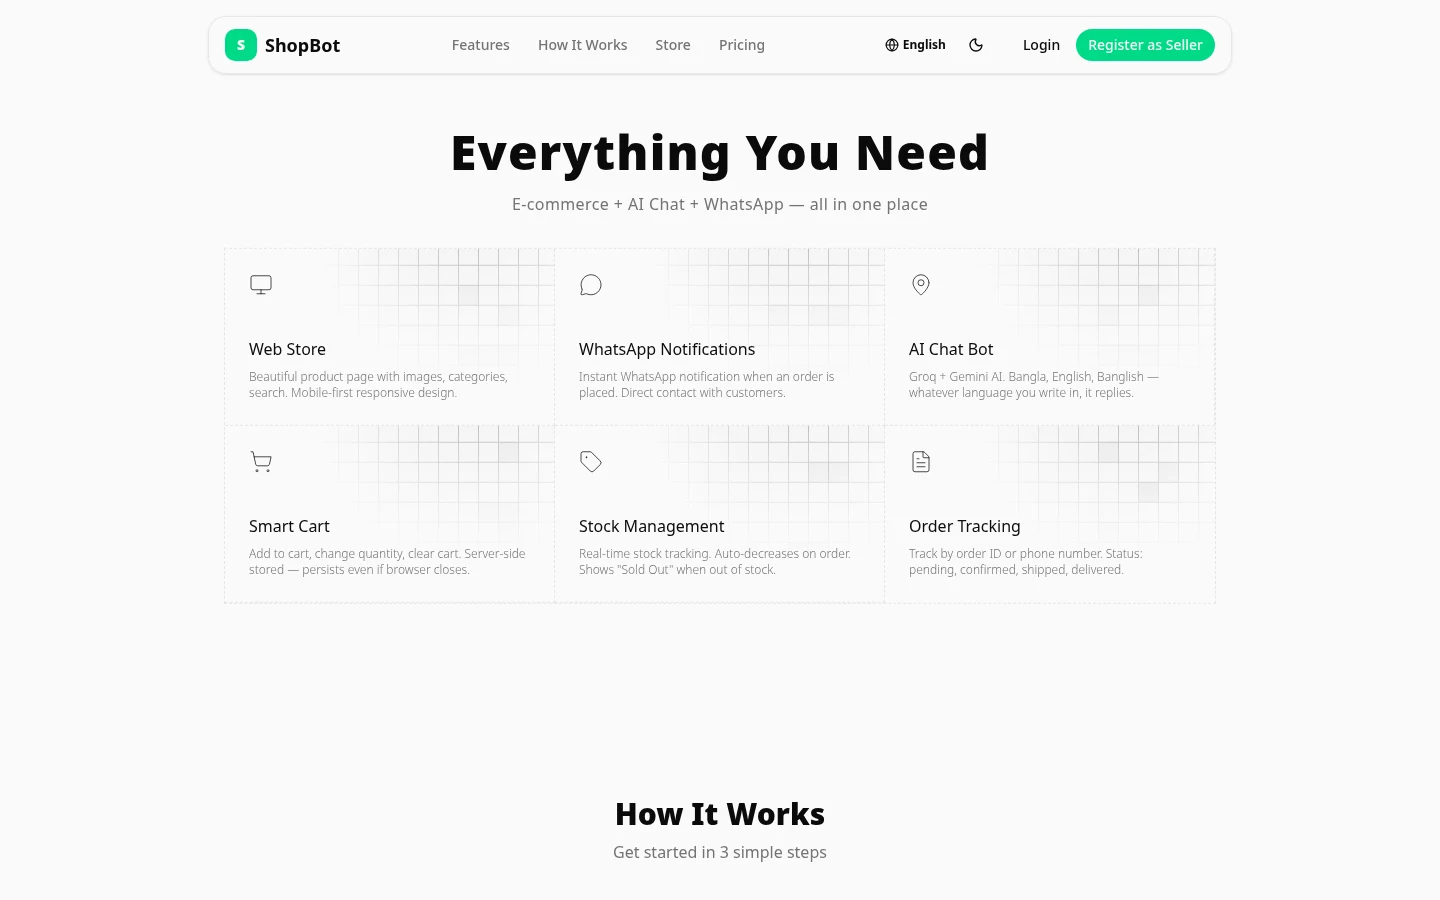 S ShopBot Features How It Works Store Pricing English Login Register as Seller
Everything You Need
E-commerce + AI Chat + WhatsApp — all in one place
Web Store
Beautiful product page with images, categories,
search. Mobile-first responsive design.
WhatsApp Notifications
Instant WhatsApp notification when an order is
placed. Direct contact with customers.
AI Chat Bot
Groq + Gemini AI. Bangla, English, Banglish —
whatever language you write in, it replies.
Smart Cart
Add to cart, change quantity, clear cart. Server-side
stored — persists even if browser closes.
Stock Management
Real-time stock tracking. Auto-decreases on order.
Shows "Sold Out" when out of stock.
Order Tracking
Track by order ID or phone number. Status:
pending, confirmed, shipped, delivered.
How It Works
Get started in 3 simple steps